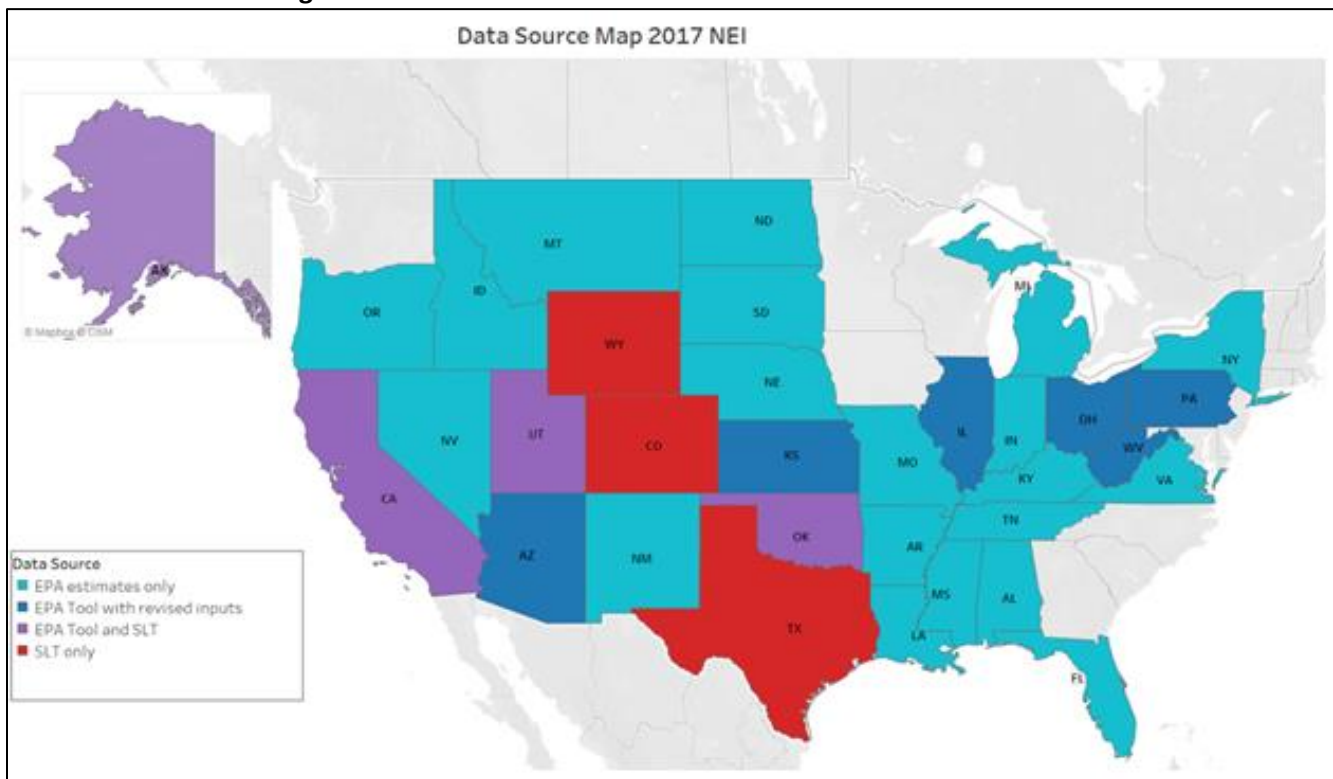 Data Source Map 2017 NEI
AK
© Mapbox © OSM
ND
MT
MI
ID
OR
SD
WY
NY
NE
PA
UT
OH
IL
IN
NV
CO
WV
KS
MO
KY
VA
CA
TN
OK
AZ
AR
NM
MS
AL
TX
LA
FL
Data Source
EPA estimates only
EPA Tool with revised inputs
EPA Tool and SLT
SLT only